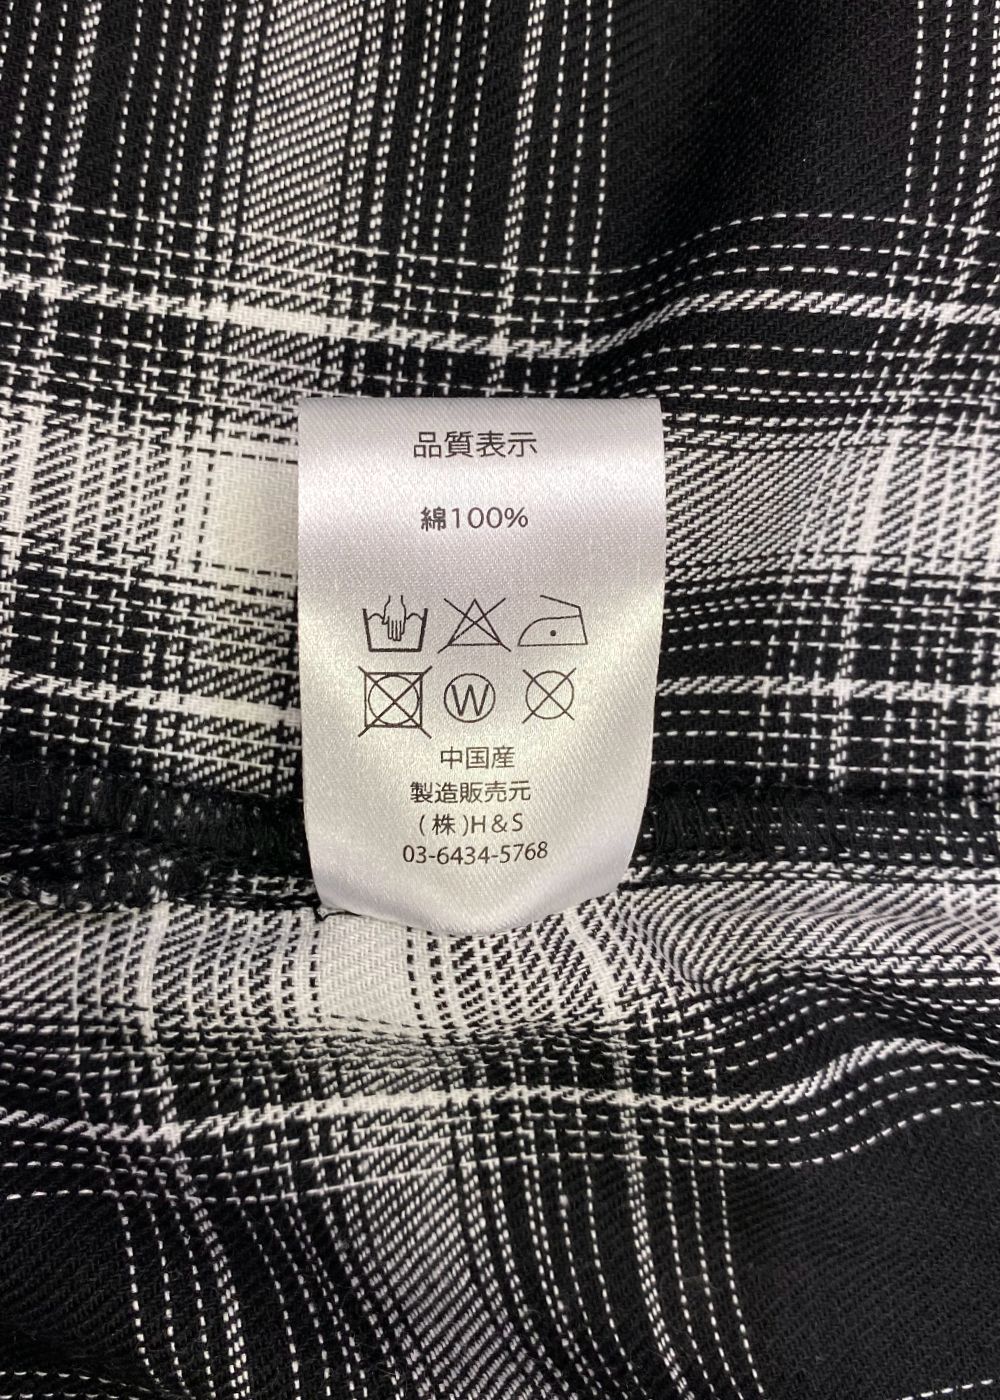 品質表示
綿100%
W
中国産
製造販売元
(株)H&S
03-6434-5768